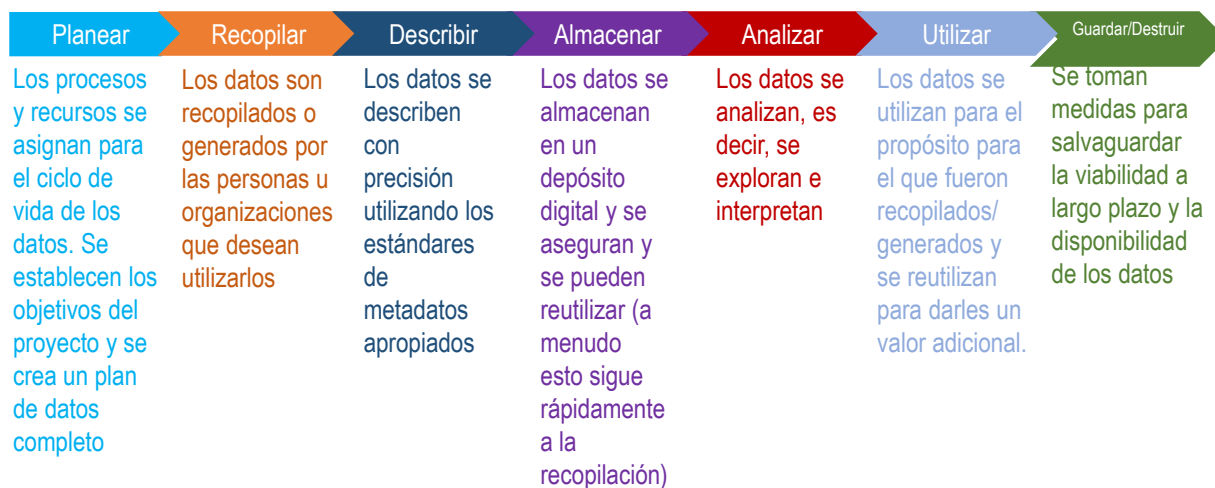 Planear
Recopilar
Describir
Almacenar
Analizar
Utilizar
Guardar/Destruir
Los procesos
y recursos se
asignan para
el ciclo de
vida de los
datos. Se
establecen los
objetivos del
proyecto y se
crea un plan
de datos
completo
Los datos son
recopilados o
generados por
las personas u
organizaciones
que desean
utilizarlos
Los datos se
describen
con
precisión
utilizando los
estándares
de
metadatos
apropiados
Los datos se
almacenan
en un
depósito
digital y se
aseguran y
se pueden
reutilizar (a
menudo
esto sigue
rápidamente
a la
recopilación)
Los datos se
analizan, es
decir, se
exploran e
interpretan
Los datos se
utilizan para el
propósito para
el que fueron
recopilados/
generados y
se reutilizan
para darles un
valor adicional.
Se toman
medidas para
salvaguardar
la viabilidad a
largo plazo y la
disponibilidad
de los datos